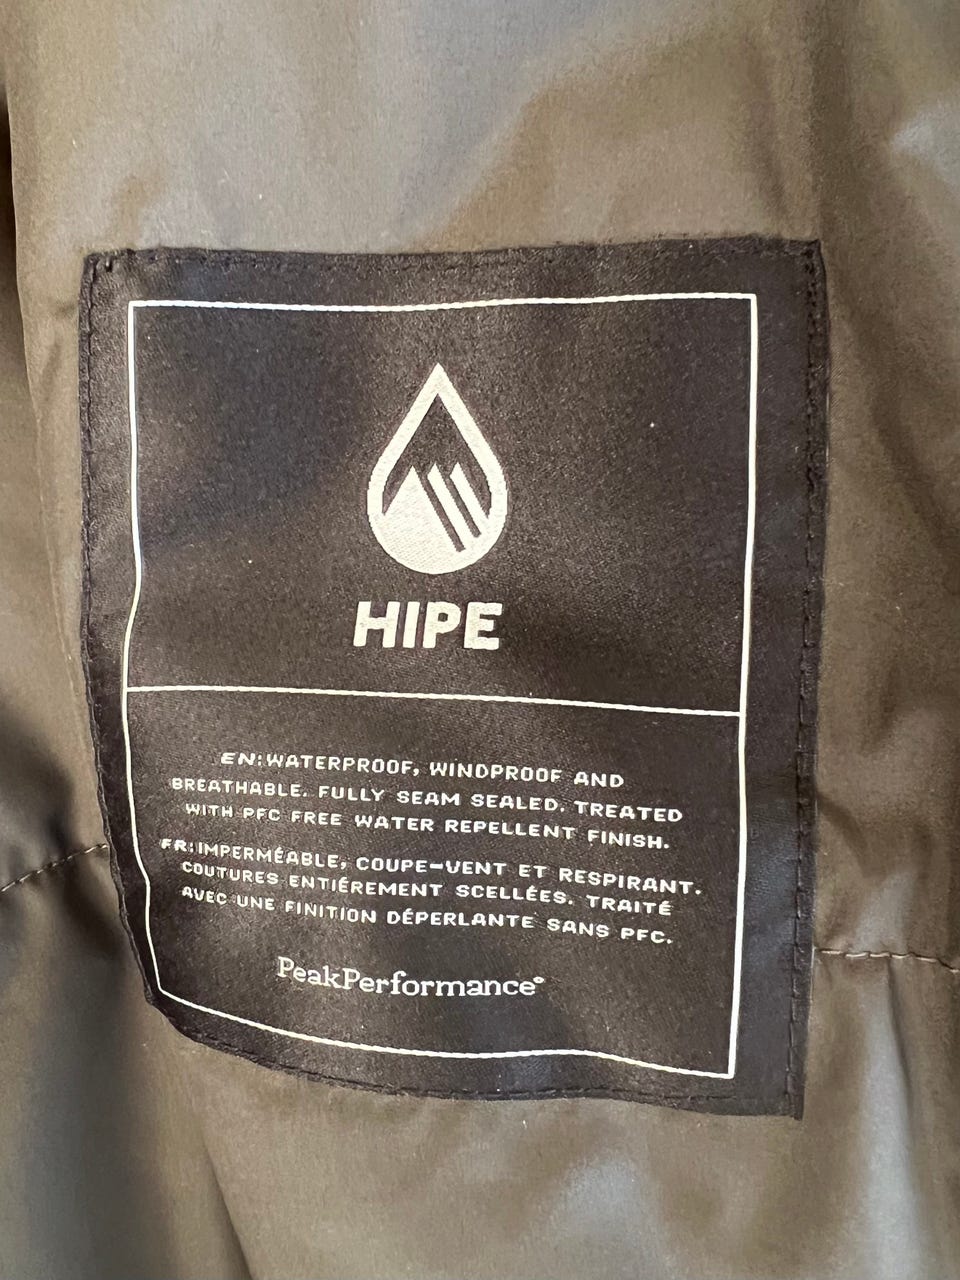 HIPE
EN:WATERPROOF, WINDPROOF AND
BREATHABLE. FULLY SEAM SEALED. TREATED
WITH PFC FREE WATER REPELLENT FINISH.
FR:IMPERMÉABLE, COUPE-VENT ET RESPIRANT.
COUTURES ENTIÉREMENT SCELLÉES. TRAITÉ
AVEC UNE FINITION DÉPERLANTE SANS PFC.
PeakPerformance®